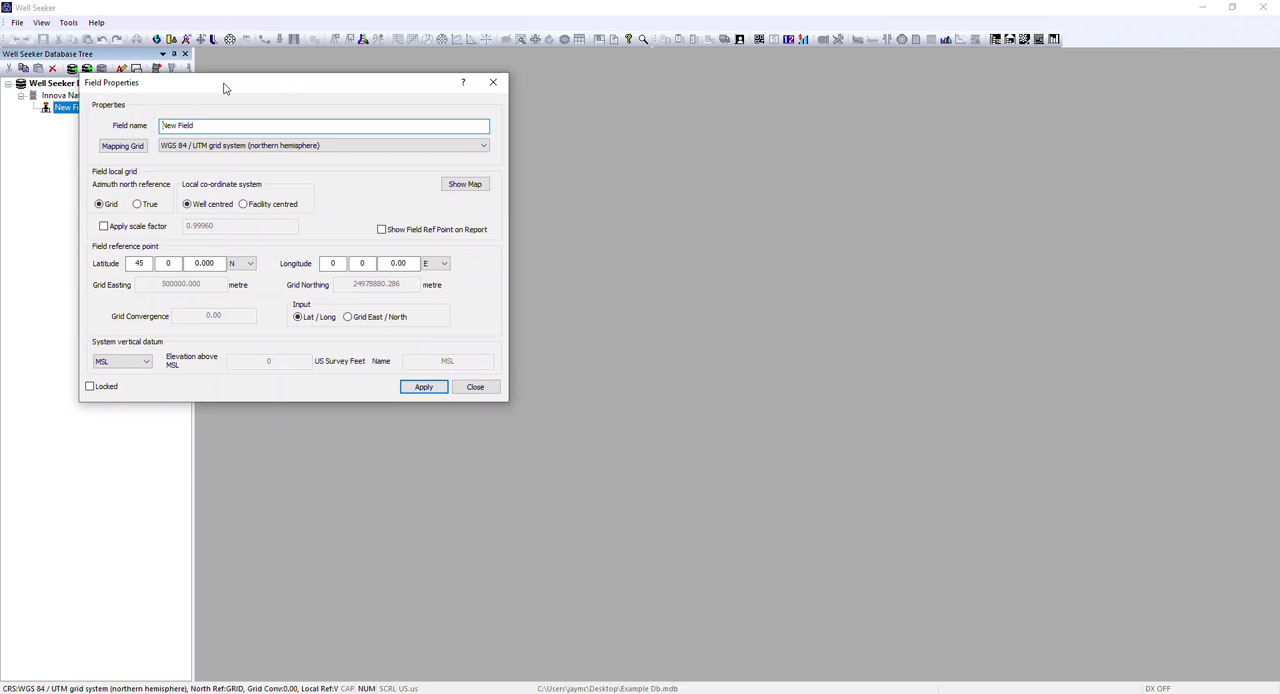 Well Seeker
File View Tools Help
Well Seeker Database Tree
Well Seeker D
Innova Na
New Fi
Field Properties
?
Properties
Field name New Field
Mapping Grid WGS 84 / UTM grid system (northern hemisphere)
Field local grid
Azimuth north reference Local co-ordinate system Show Map
Grid True Well centred Facility centred
Apply scale factor 0.99960 Show Field Ref Point on Report
Field reference point
Latitude 45 0 0.000 N Longitude 0 0 0.00 E
Grid Easting 500000.000 metre Grid Northing 24978880.286 metre
Input
Grid Convergence 0.00 Lat / Long Grid East / North
System vertical datum
MSL Elevation above MSL 0 US Survey Feet Name MSL
Locked Apply Close
CRS:WGS 84 / UTM grid system (northern hemisphere), North Ref:GRID, Grid Conv:0.00, Local Ref:V CAP NUM SCRL US.us C:\Users\jaymc\Desktop\Example Db.mdb DX OFF